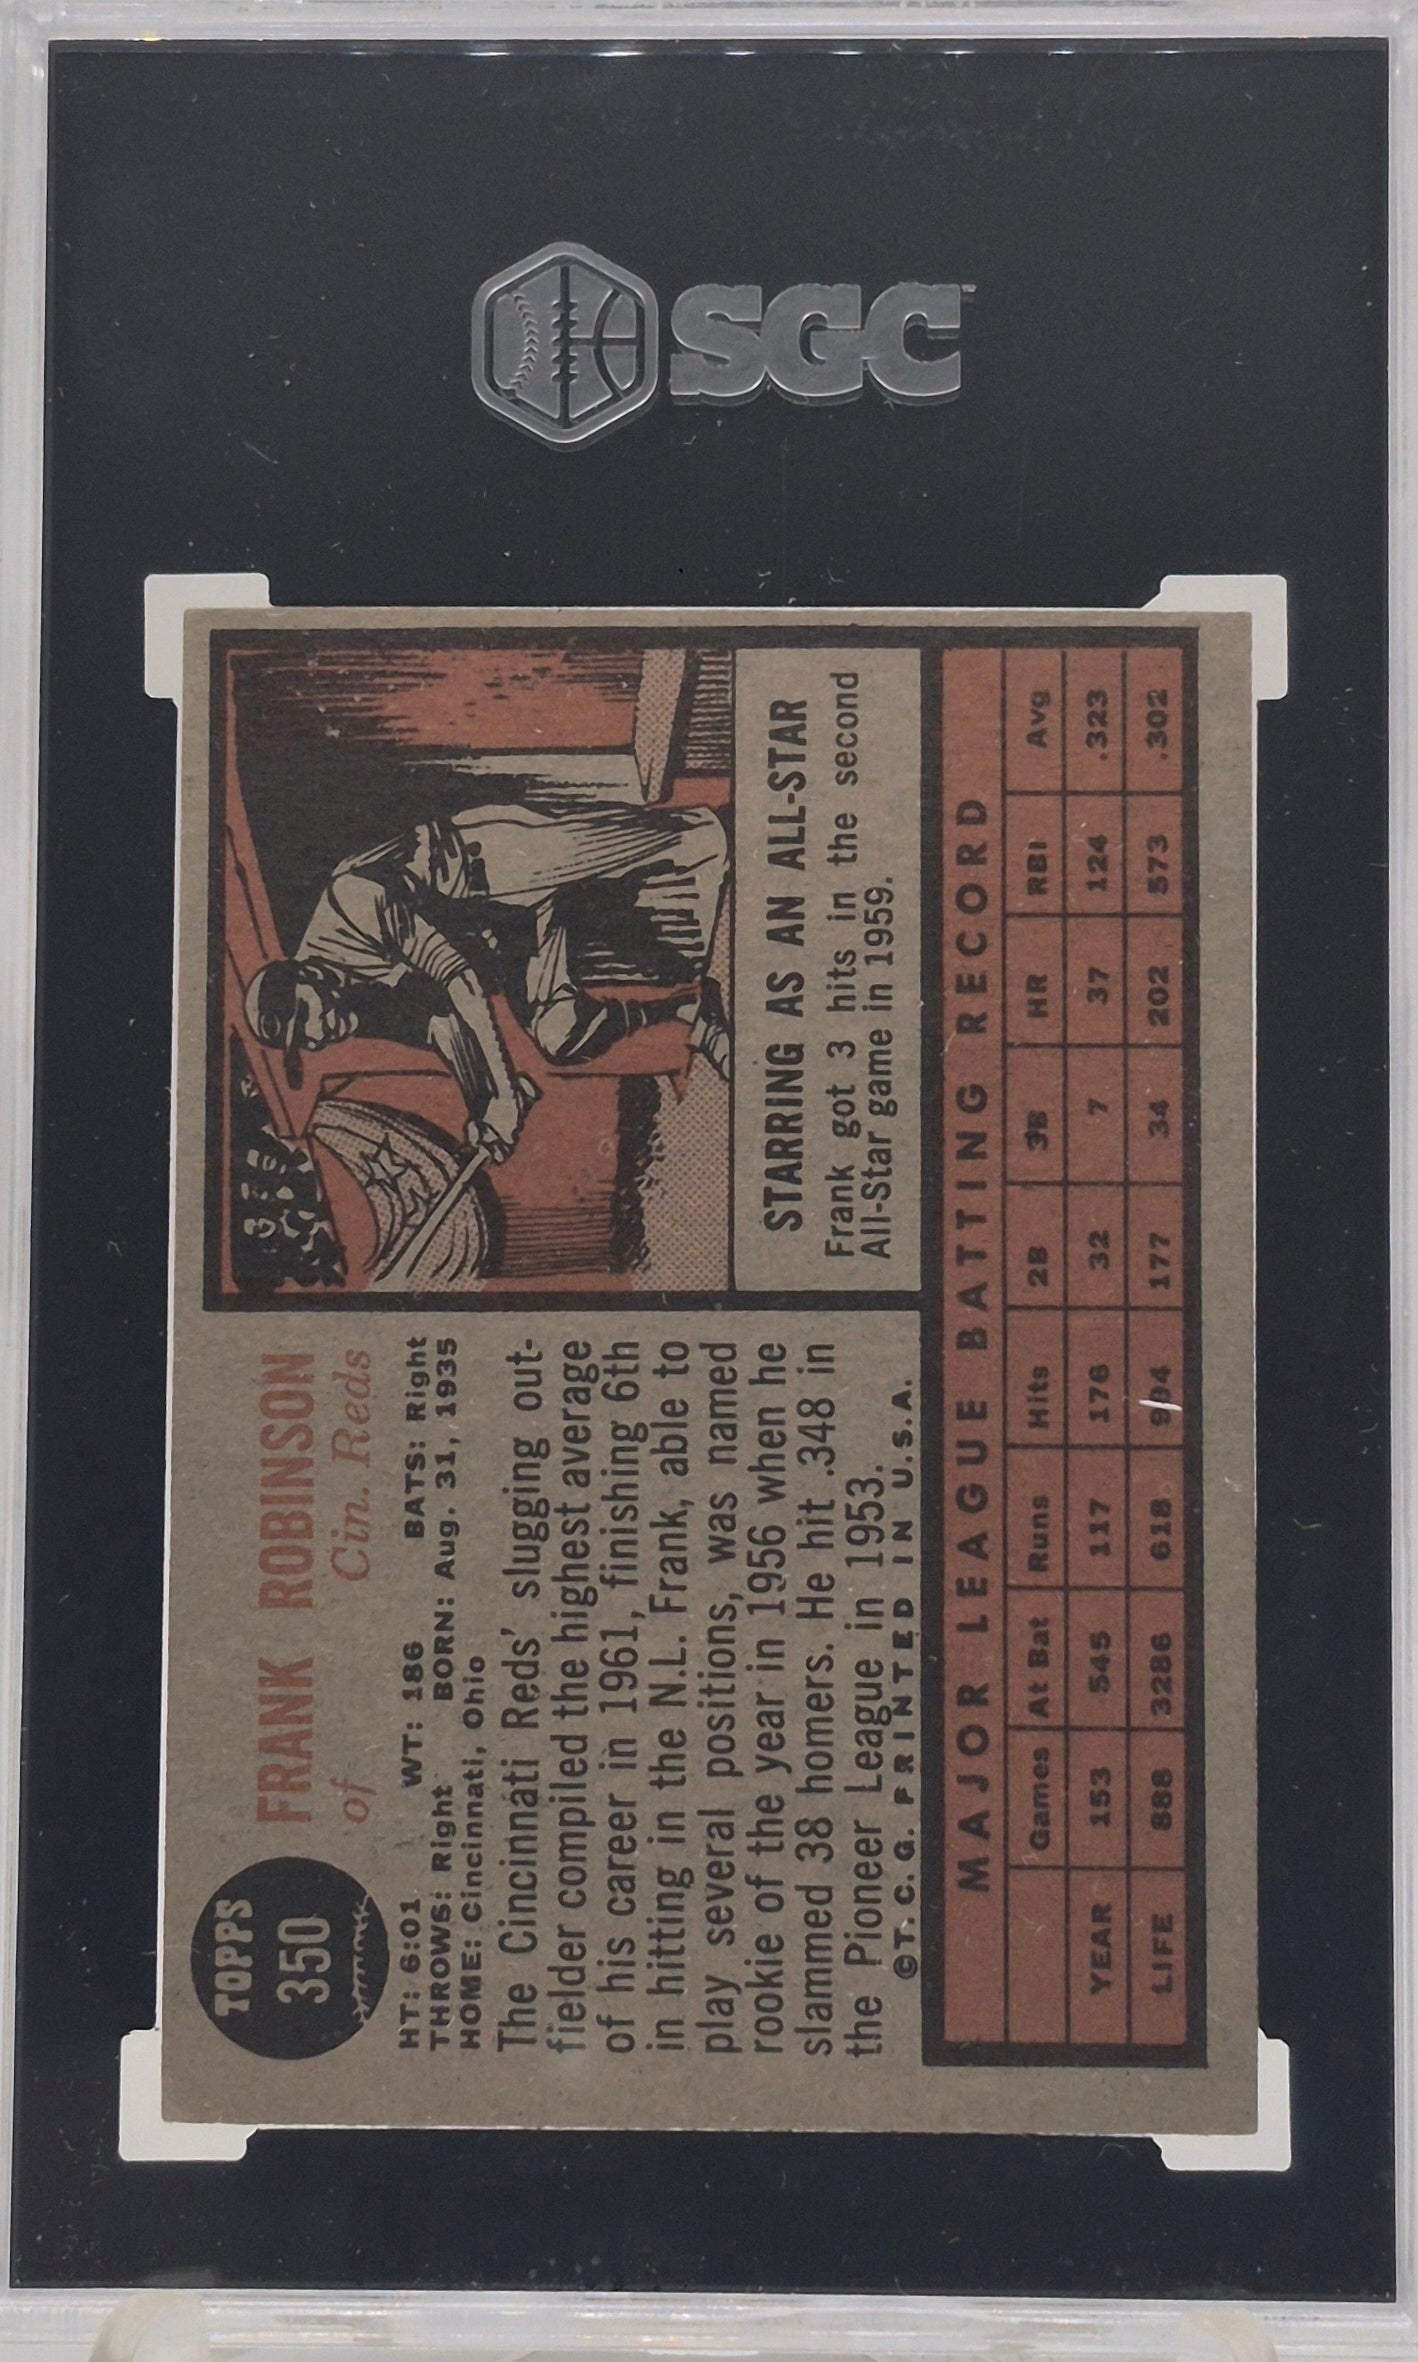 SGC
TOPPS
350
FRANK ROBINSON
of Cin. Reds
HT: 6:01 WT: 186 BATS: Right
THROWS: Right BORN: Aug. 31, 1935
HOME: Cincinnati, Ohio
The Cincinnati Reds' slugging out-
fielder compiled the highest average
of his career in 1961, finishing 6th
in hitting in the N.L. Frank, able to
play several positions, was named
rookie of the year in 1956 when he
slammed 38 homers. He hit .348 in
the Pioneer League in 1953.
©T.C.G. PRINTED IN U.S.A.
STARRING AS AN ALL-STAR
Frank got 3 hits in the second
All-Star game in 1959.
MAJOR LEAGUE BATTING RECORD
Games At Bat Runs Hits 2B 3B HR RBI Avg
YEAR 153 545 117 176 32 7 37 124 .323
LIFE 888 3286 618 994 177 34 202 573 .302